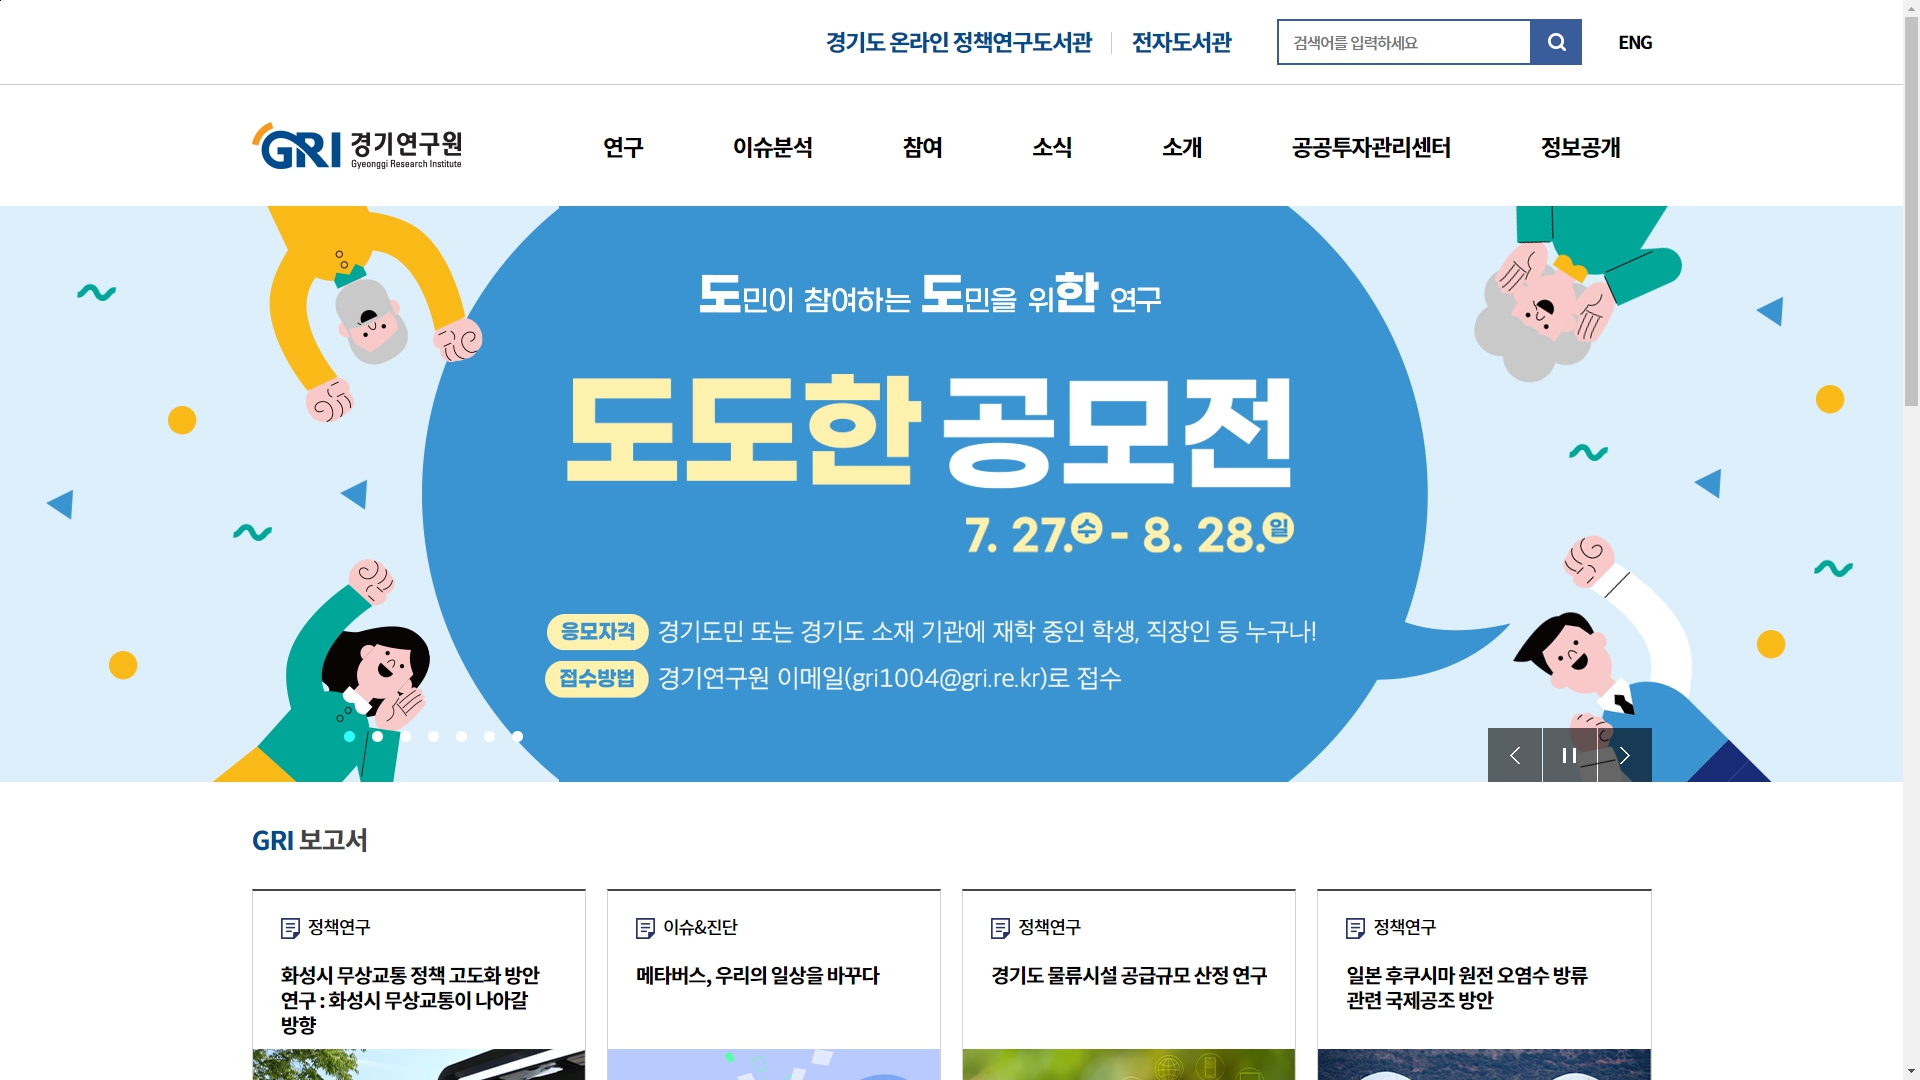 경기도 온라인 정책연구도서관
전자도서관
검색어를 입력하세요
ENG
GRI 경기연구원
Gyeonggi Research Institute
연구
이슈분석
참여
소식
소개
공공투자관리센터
정보공개
도민이 참여하는 도민을 위한 연구
도도한 공모전
7. 27.수 - 8. 28.일
응모자격 경기도민 또는 경기도 소재 기관에 재학 중인 학생, 직장인 등 누구나!
접수방법 경기연구원 이메일(gri1004@gri.re.kr)로 접수
GRI 보고서
정책연구
화성시 무상교통 정책 고도화 방안
연구 : 화성시 무상교통이 나아갈
방향
이슈&진단
메타버스, 우리의 일상을 바꾸다
정책연구
경기도 물류시설 공급규모 산정 연구
정책연구
일본 후쿠시마 원전 오염수 방류
관련 국제공조 방안